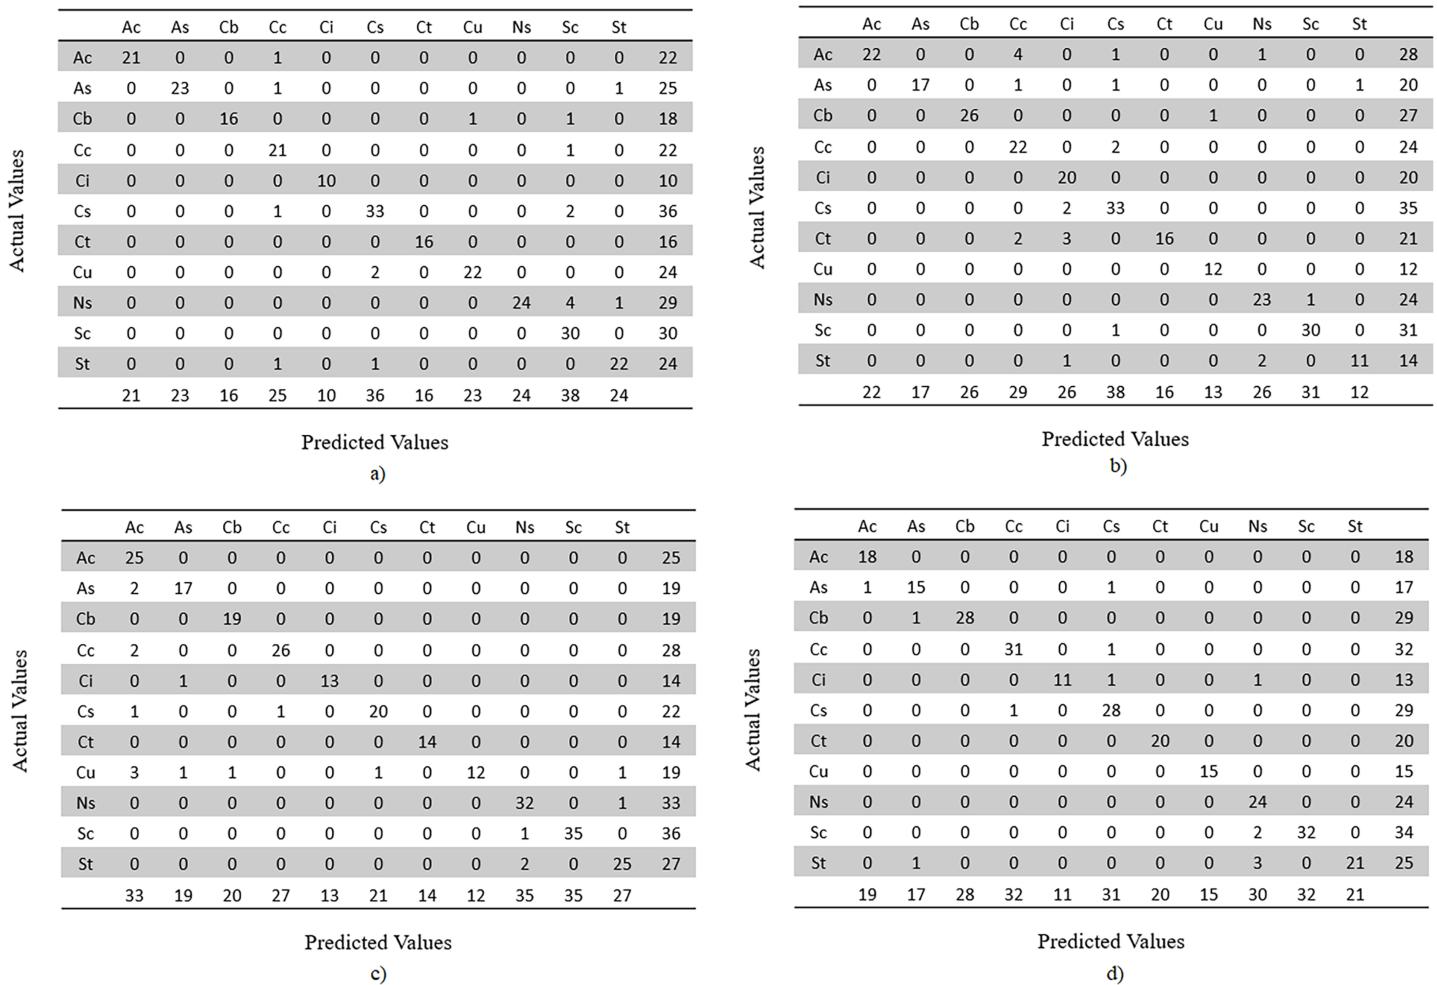 Ac As Cb Cc Ci Cs Ct Cu Ns Sc St
Ac 21 0 0 1 0 0 0 0 0 0 0 22
As 0 23 0 1 0 0 0 0 0 0 1 25
Cb 0 0 16 0 0 0 0 1 0 1 0 18
Cc 0 0 0 21 0 0 0 0 0 1 0 22
Ci 0 0 0 0 10 0 0 0 0 0 0 10
Cs 0 0 0 1 0 33 0 0 0 2 0 36
Ct 0 0 0 0 0 0 16 0 0 0 0 16
Cu 0 0 0 0 0 2 0 22 0 0 0 24
Ns 0 0 0 0 0 0 0 0 24 4 1 29
Sc 0 0 0 0 0 0 0 0 0 30 0 30
St 0 0 0 1 0 1 0 0 0 0 22 24
21 23 16 25 10 36 16 23 24 38 24
Actual Values
Predicted Values
a)
Ac As Cb Cc Ci Cs Ct Cu Ns Sc St
Ac 22 0 0 4 0 1 0 0 1 0 0 28
As 0 17 0 1 0 1 0 0 0 0 1 20
Cb 0 0 26 0 0 0 0 1 0 0 0 27
Cc 0 0 0 22 0 2 0 0 0 0 0 24
Ci 0 0 0 0 20 0 0 0 0 0 0 20
Cs 0 0 0 0 2 33 0 0 0 0 0 35
Ct 0 0 0 2 3 0 16 0 0 0 0 21
Cu 0 0 0 0 0 0 0 12 0 0 0 12
Ns 0 0 0 0 0 0 0 0 23 1 0 24
Sc 0 0 0 0 0 1 0 0 0 30 0 31
St 0 0 0 0 1 0 0 0 2 0 11 14
22 17 26 29 26 38 16 13 26 31 12
Actual Values
Predicted Values
b)
Ac As Cb Cc Ci Cs Ct Cu Ns Sc St
Ac 25 0 0 0 0 0 0 0 0 0 0 25
As 2 17 0 0 0 0 0 0 0 0 0 19
Cb 0 0 19 0 0 0 0 0 0 0 0 19
Cc 2 0 0 26 0 0 0 0 0 0 0 28
Ci 0 1 0 0 13 0 0 0 0 0 0 14
Cs 1 0 0 1 0 20 0 0 0 0 0 22
Ct 0 0 0 0 0 0 14 0 0 0 0 14
Cu 3 1 1 0 0 1 0 12 0 0 1 19
Ns 0 0 0 0 0 0 0 0 32 0 1 33
Sc 0 0 0 0 0 0 0 0 1 35 0 36
St 0 0 0 0 0 0 0 0 2 0 25 27
33 19 20 27 13 21 14 12 35 35 27
Actual Values
Predicted Values
c)
Ac As Cb Cc Ci Cs Ct Cu Ns Sc St
Ac 18 0 0 0 0 0 0 0 0 0 0 18
As 1 15 0 0 0 1 0 0 0 0 0 17
Cb 0 1 28 0 0 0 0 0 0 0 0 29
Cc 0 0 0 31 0 1 0 0 0 0 0 32
Ci 0 0 0 0 11 1 0 0 1 0 0 13
Cs 0 0 0 1 0 28 0 0 0 0 0 29
Ct 0 0 0 0 0 0 20 0 0 0 0 20
Cu 0 0 0 0 0 0 0 15 0 0 0 15
Ns 0 0 0 0 0 0 0 0 24 0 0 24
Sc 0 0 0 0 0 0 0 0 2 32 0 34
St 0 1 0 0 0 0 0 0 3 0 21 25
19 17 28 32 11 31 20 15 30 32 21
Actual Values
Predicted Values
d)